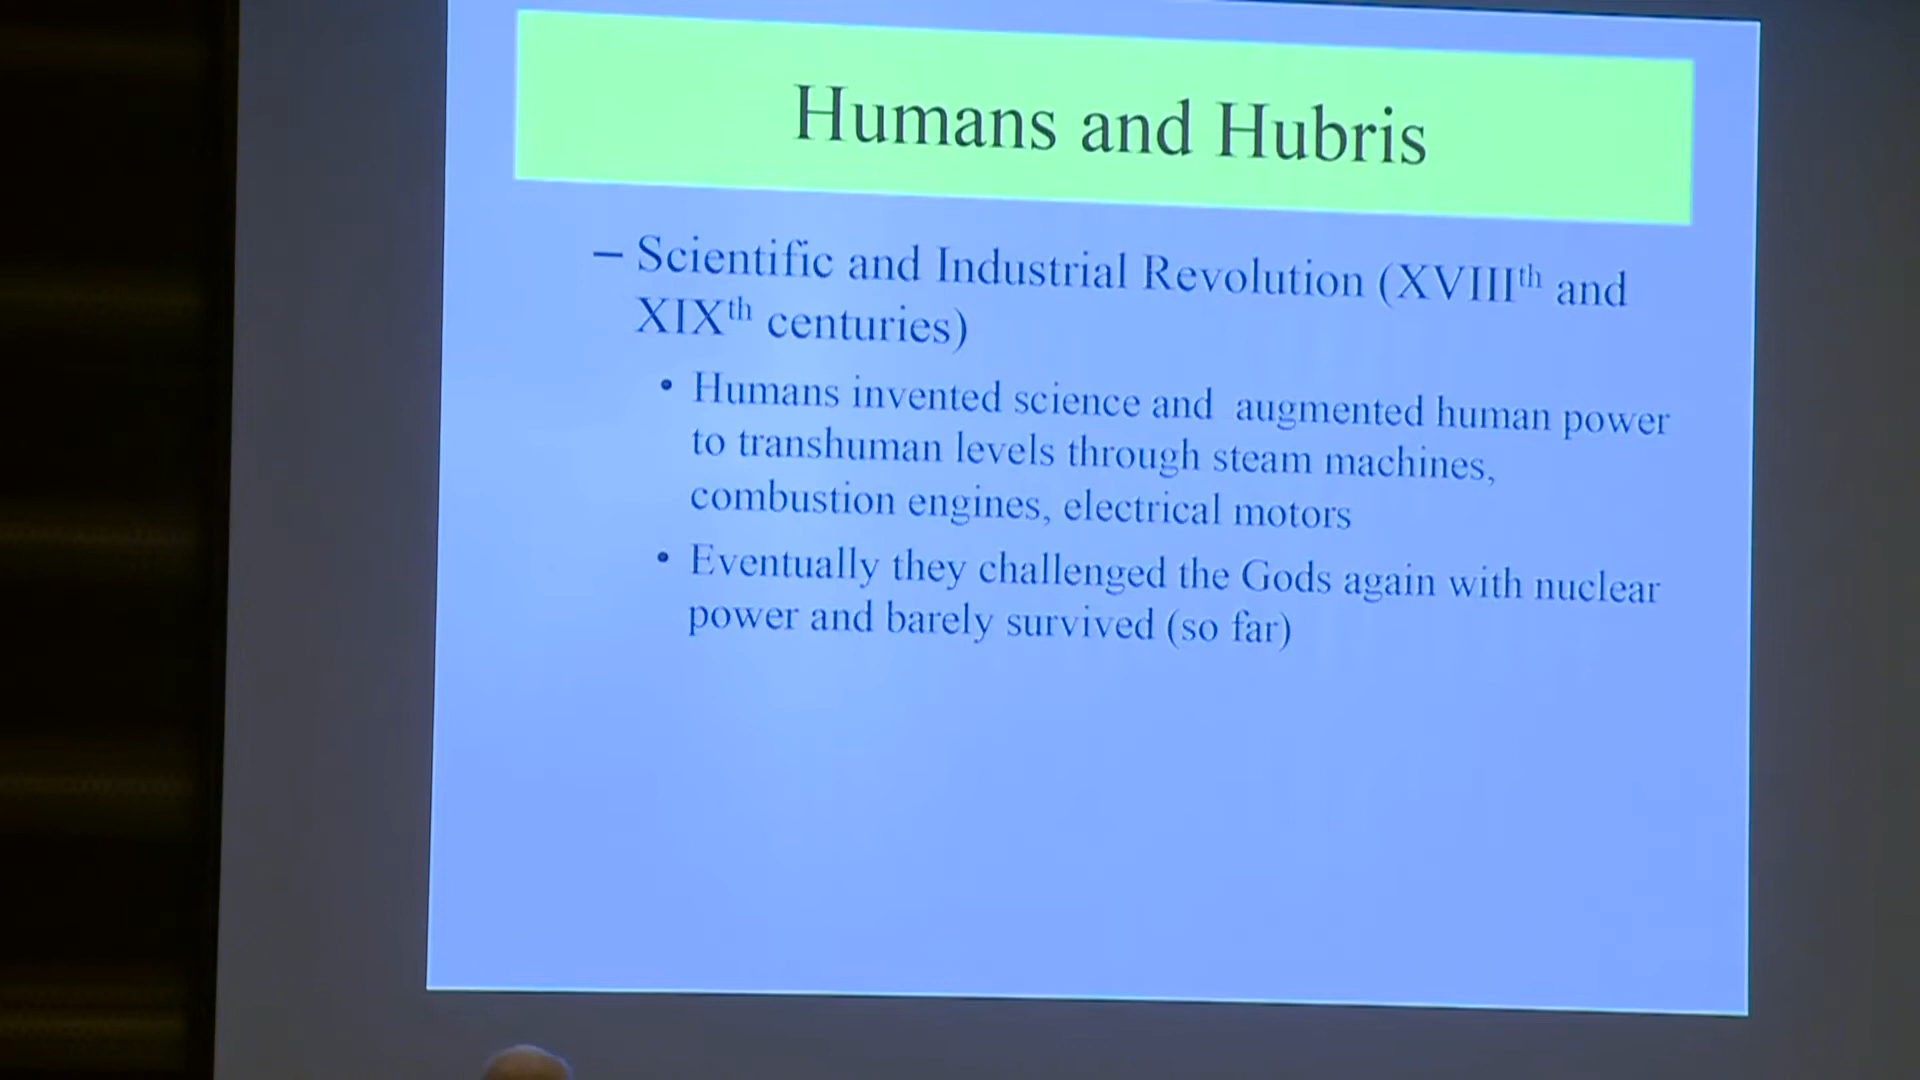 Humans and Hubris
– Scientific and Industrial Revolution (XVIIIth and
XIXth centuries)
• Humans invented science and augmented human power
to transhuman levels through steam machines,
combustion engines, electrical motors
• Eventually they challenged the Gods again with nuclear
power and barely survived (so far)